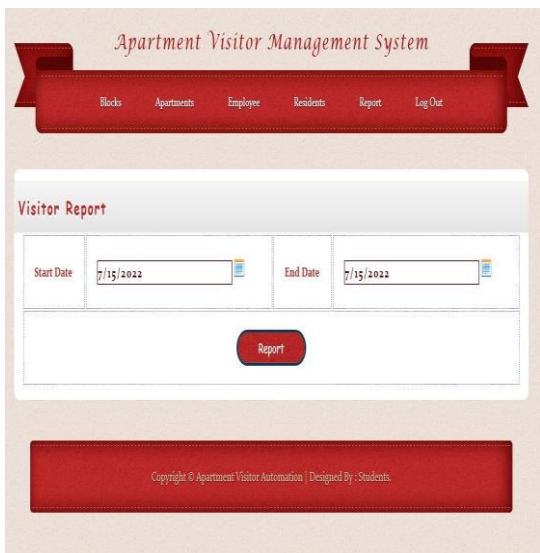 Apartment Visitor Management System
Blocks Apartments Employee Residents Report Log Out
Visitor Report
Start Date 7/15/2022 End Date 7/15/2022
Report
Copyright © Apartment Visitor Automation | Designed By : Students.